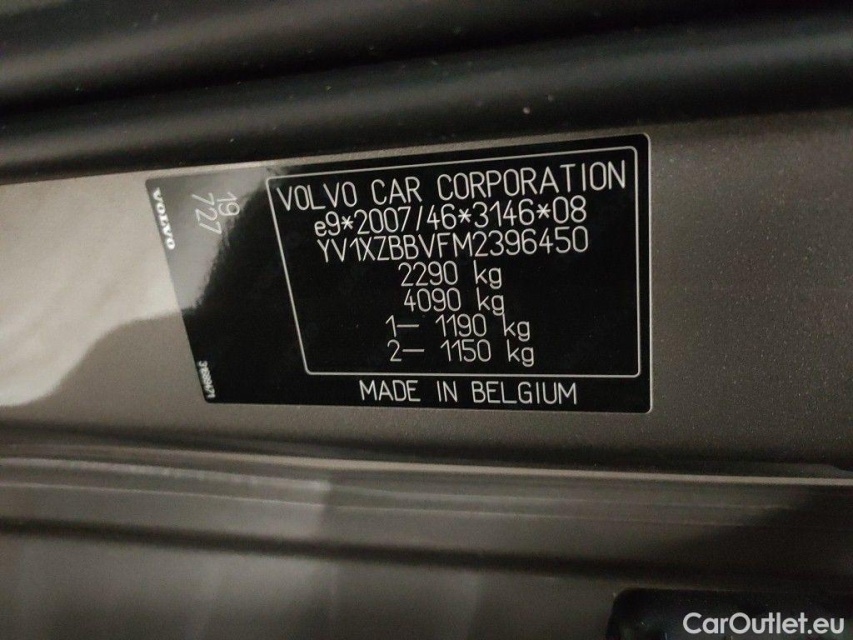 VOLVO
19
727
VOLVO CAR CORPORATION
e9*2007/46*3146*08
YV1XZBBVFM2396450
2290 kg
4090 kg
1— 1190 kg
2— 1150 kg
MADE IN BELGIUM
CarOutlet.eu